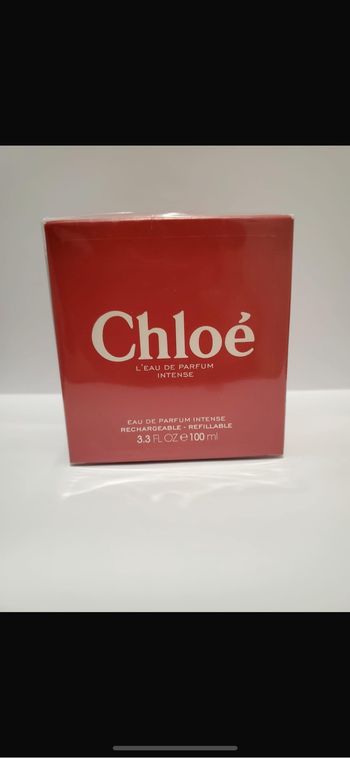 Chloé
L'EAU DE PARFUM
INTENSE
EAU DE PARFUM INTENSE
RECHARGEABLE - REFILLABLE
3.3 FL OZ ℮ 100 ml